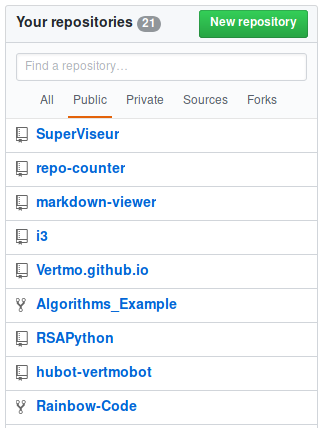 Your repositories 21 New repository
Find a repository...
All Public Private Sources Forks
SuperViseur
repo-counter
markdown-viewer
i3
Vertmo.github.io
Algorithms_Example
RSAPython
hubot-vertmobot
Rainbow-Code